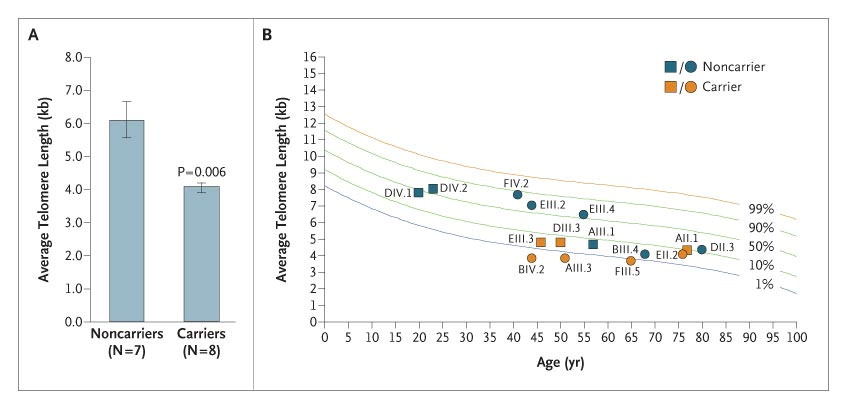 A
Average Telomere Length (kb)
8.0
7.0
6.0
5.0
4.0
3.0
2.0
1.0
0.0
P=0.006
Noncarriers
(N=7)
Carriers
(N=8)
B
Average Telomere Length (kb)
16
15
14
13
12
11
10
9
8
7
6
5
4
3
2
1
0
Noncarrier
Carrier
DIV.1
DIV.2
FIV.2
EIII.2
EIII.4
EIII.3
DIII.3
AIII.1
BIV.2
AIII.3
BIII.4
FIII.5
EII.2
AII.1
DII.3
99%
90%
50%
10%
1%
0 5 10 15 20 25 30 35 40 45 50 55 60 65 70 75 80 85 90 95 100
Age (yr)